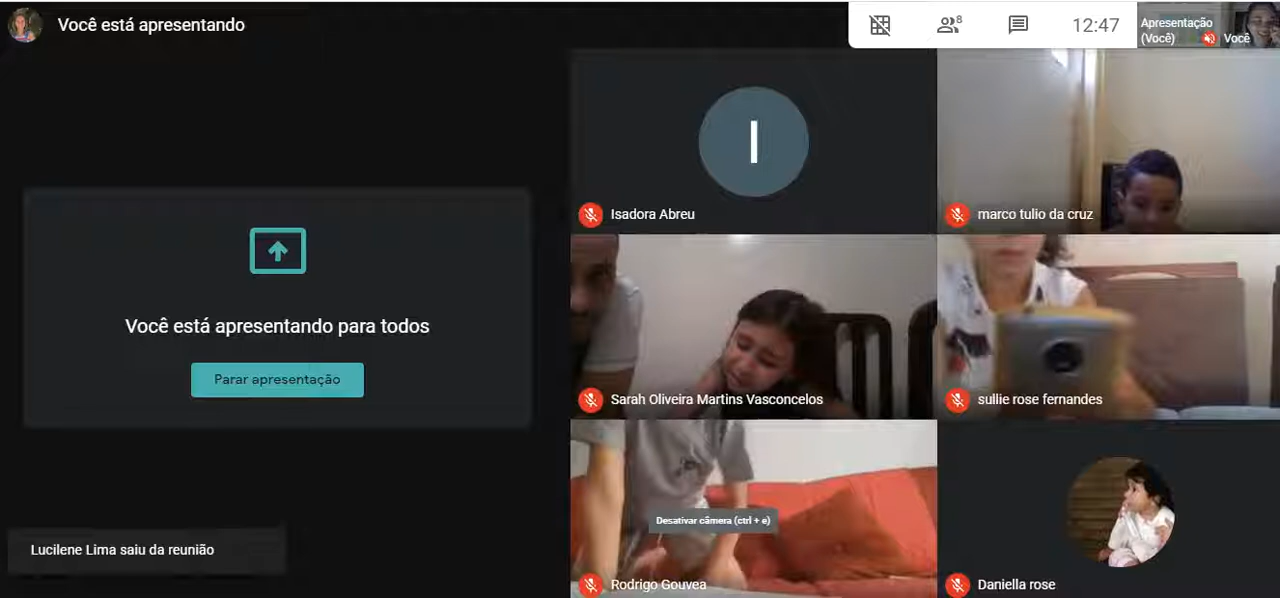 Você está apresentando
8
12:47
Apresentação
(Você)
Você
I
Isadora Abreu
marco tulio da cruz
Você está apresentando para todos
Parar apresentação
Sarah Oliveira Martins Vasconcelos
sullie rose fernandes
Desativar câmera (ctrl + e)
Lucilene Lima saiu da reunião
Rodrigo Gouvea
Daniella rose